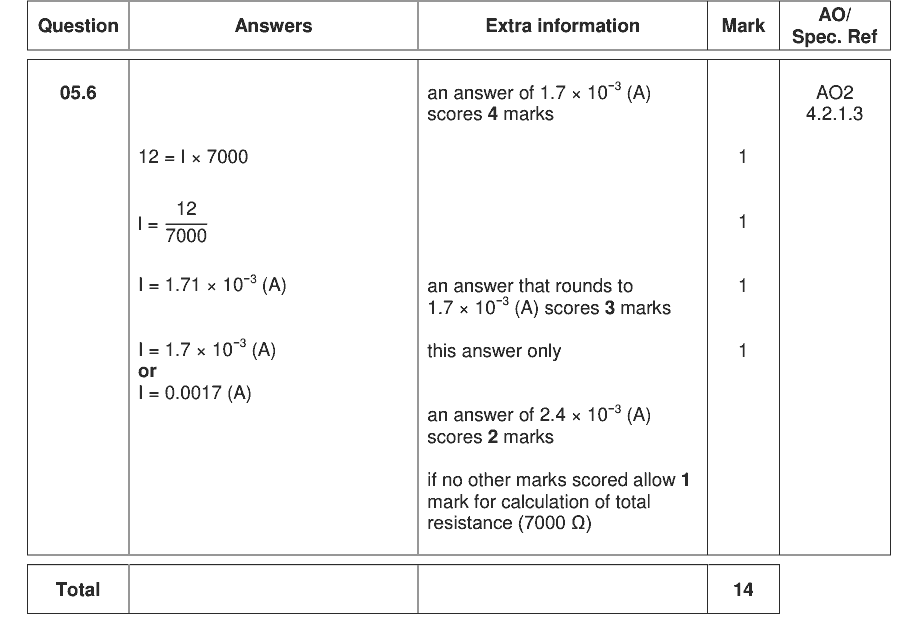 Question Answers Extra information Mark AO/ Spec. Ref
05.6 an answer of 1.7 × 10⁻³ (A) AO2
scores 4 marks 4.2.1.3
12 = I × 7000 1
I = 12/7000 1
I = 1.71 × 10⁻³ (A) an answer that rounds to 1
1.7 × 10⁻³ (A) scores 3 marks
I = 1.7 × 10⁻³ (A) this answer only 1
or
I = 0.0017 (A)
an answer of 2.4 × 10⁻³ (A)
scores 2 marks
if no other marks scored allow 1
mark for calculation of total
resistance (7000 Ω)
Total 14